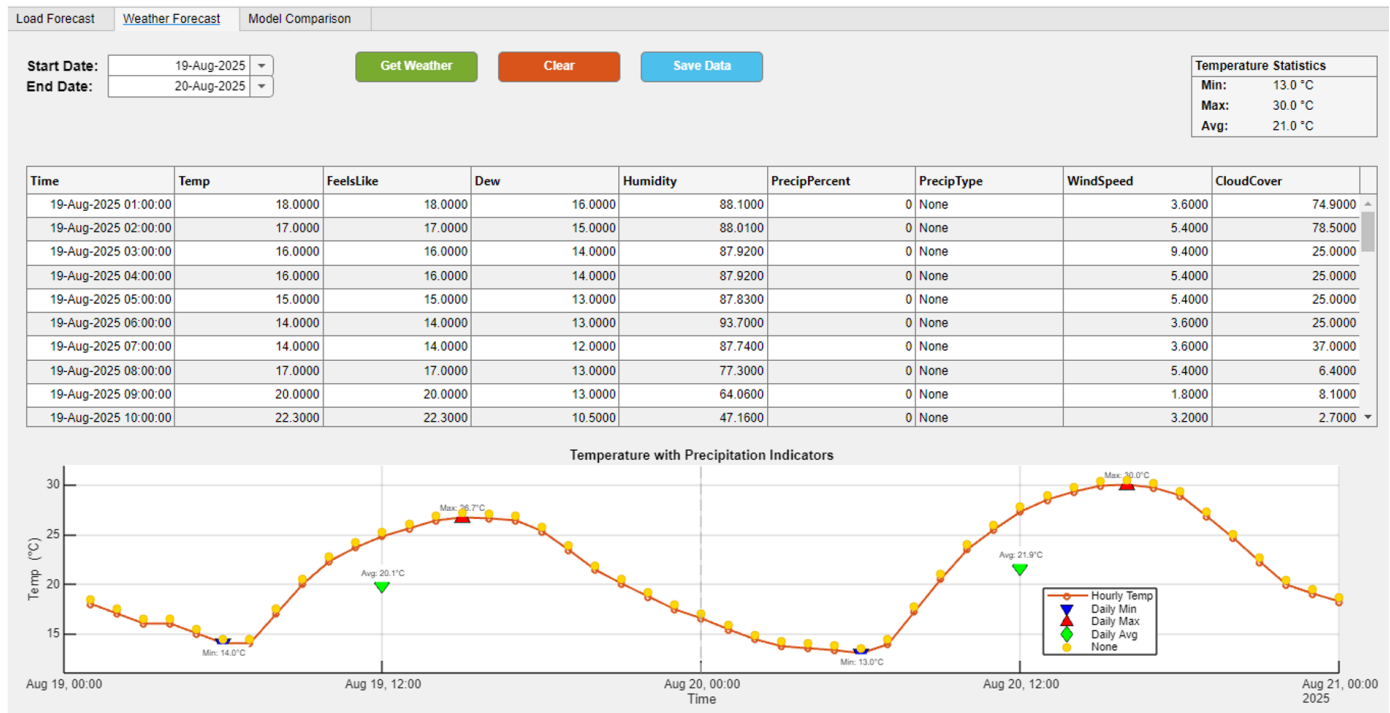 Load Forecast Weather Forecast Model Comparison
Start Date: 19-Aug-2025 Get Weather Clear Save Data
End Date: 20-Aug-2025
Temperature Statistics
Min: 13.0 °C
Max: 30.0 °C
Avg: 21.0 °C
Time Temp FeelsLike Dew Humidity PrecipPercent PrecipType WindSpeed CloudCover
19-Aug-2025 01:00:00 18.0000 18.0000 16.0000 88.1000 0 None 3.6000 74.9000
19-Aug-2025 02:00:00 17.0000 17.0000 15.0000 88.0100 0 None 5.4000 78.5000
19-Aug-2025 03:00:00 16.0000 16.0000 14.0000 87.9200 0 None 9.4000 25.0000
19-Aug-2025 04:00:00 16.0000 16.0000 14.0000 87.9200 0 None 5.4000 25.0000
19-Aug-2025 05:00:00 15.0000 15.0000 13.0000 87.8300 0 None 5.4000 25.0000
19-Aug-2025 06:00:00 14.0000 14.0000 13.0000 93.7000 0 None 3.6000 25.0000
19-Aug-2025 07:00:00 14.0000 14.0000 12.0000 87.7400 0 None 3.6000 37.0000
19-Aug-2025 08:00:00 17.0000 17.0000 13.0000 77.3000 0 None 5.4000 6.4000
19-Aug-2025 09:00:00 20.0000 20.0000 13.0000 64.0600 0 None 1.8000 8.1000
19-Aug-2025 10:00:00 22.3000 22.3000 10.5000 47.1600 0 None 3.2000 2.7000
Temperature with Precipitation Indicators
Temp (°C)
30
25
20
15
Max: 26.7°C
Max: 30.0°C
Avg: 20.1°C
Avg: 21.9°C
Min: 14.0°C
Min: 13.0°C
Hourly Temp
Daily Min
Daily Max
Daily Avg
None
Aug 19, 00:00 Aug 19, 12:00 Aug 20, 00:00 Aug 20, 12:00 Aug 21, 00:00
Time 2025